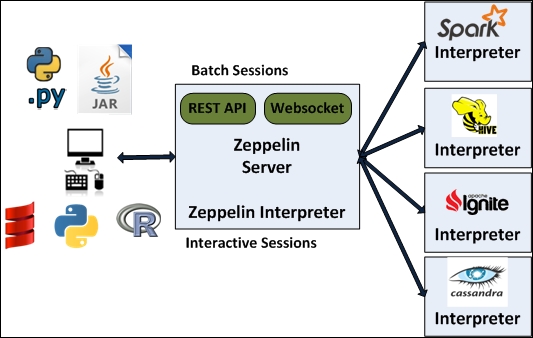 .py
JAR
Batch Sessions
REST API
Websocket
Zeppelin
Server
Zeppelin Interpreter
Interactive Sessions
R
Spark
Interpreter
HIVE
Interpreter
apache
Ignite
Interpreter
cassandra
Interpreter